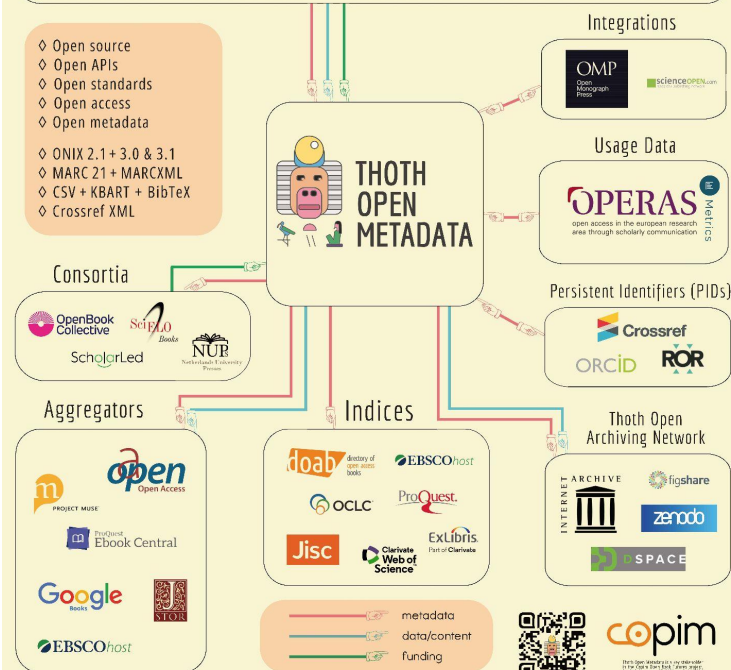 ◊ Open source
◊ Open APIs
◊ Open standards
◊ Open access
◊ Open metadata
◊ ONIX 2.1 + 3.0 & 3.1
◊ MARC 21 + MARCXML
◊ CSV + KBART + BibTeX
◊ Crossref XML
THOTH
OPEN
METADATA
Integrations
OMP
Open
Monograph
Press
scienceOPEN.com
Usage Data
OPERAS
open access in the european research
area through scholarly communication
Metrics
Persistent Identifiers (PIDs)
Crossref
ORCID
ROR
Consortia
OpenBook
Collective
SciELO
Books
ScholarLed
NUP
Netherlands University
Presses
Aggregators
PROJECT MUSE
open
Open Access
ProQuest
Ebook Central
Google
Books
JSTOR
EBSCOhost
Indices
doab
directory of
open access
books
EBSCOhost
OCLC
ProQuest.
Jisc
Clarivate
Web of
Science
ExLibris
Part of Clarivate
Thoth Open
Archiving Network
INTERNET ARCHIVE
figshare
zenodo
DSPACE
metadata
data/content
funding
copim